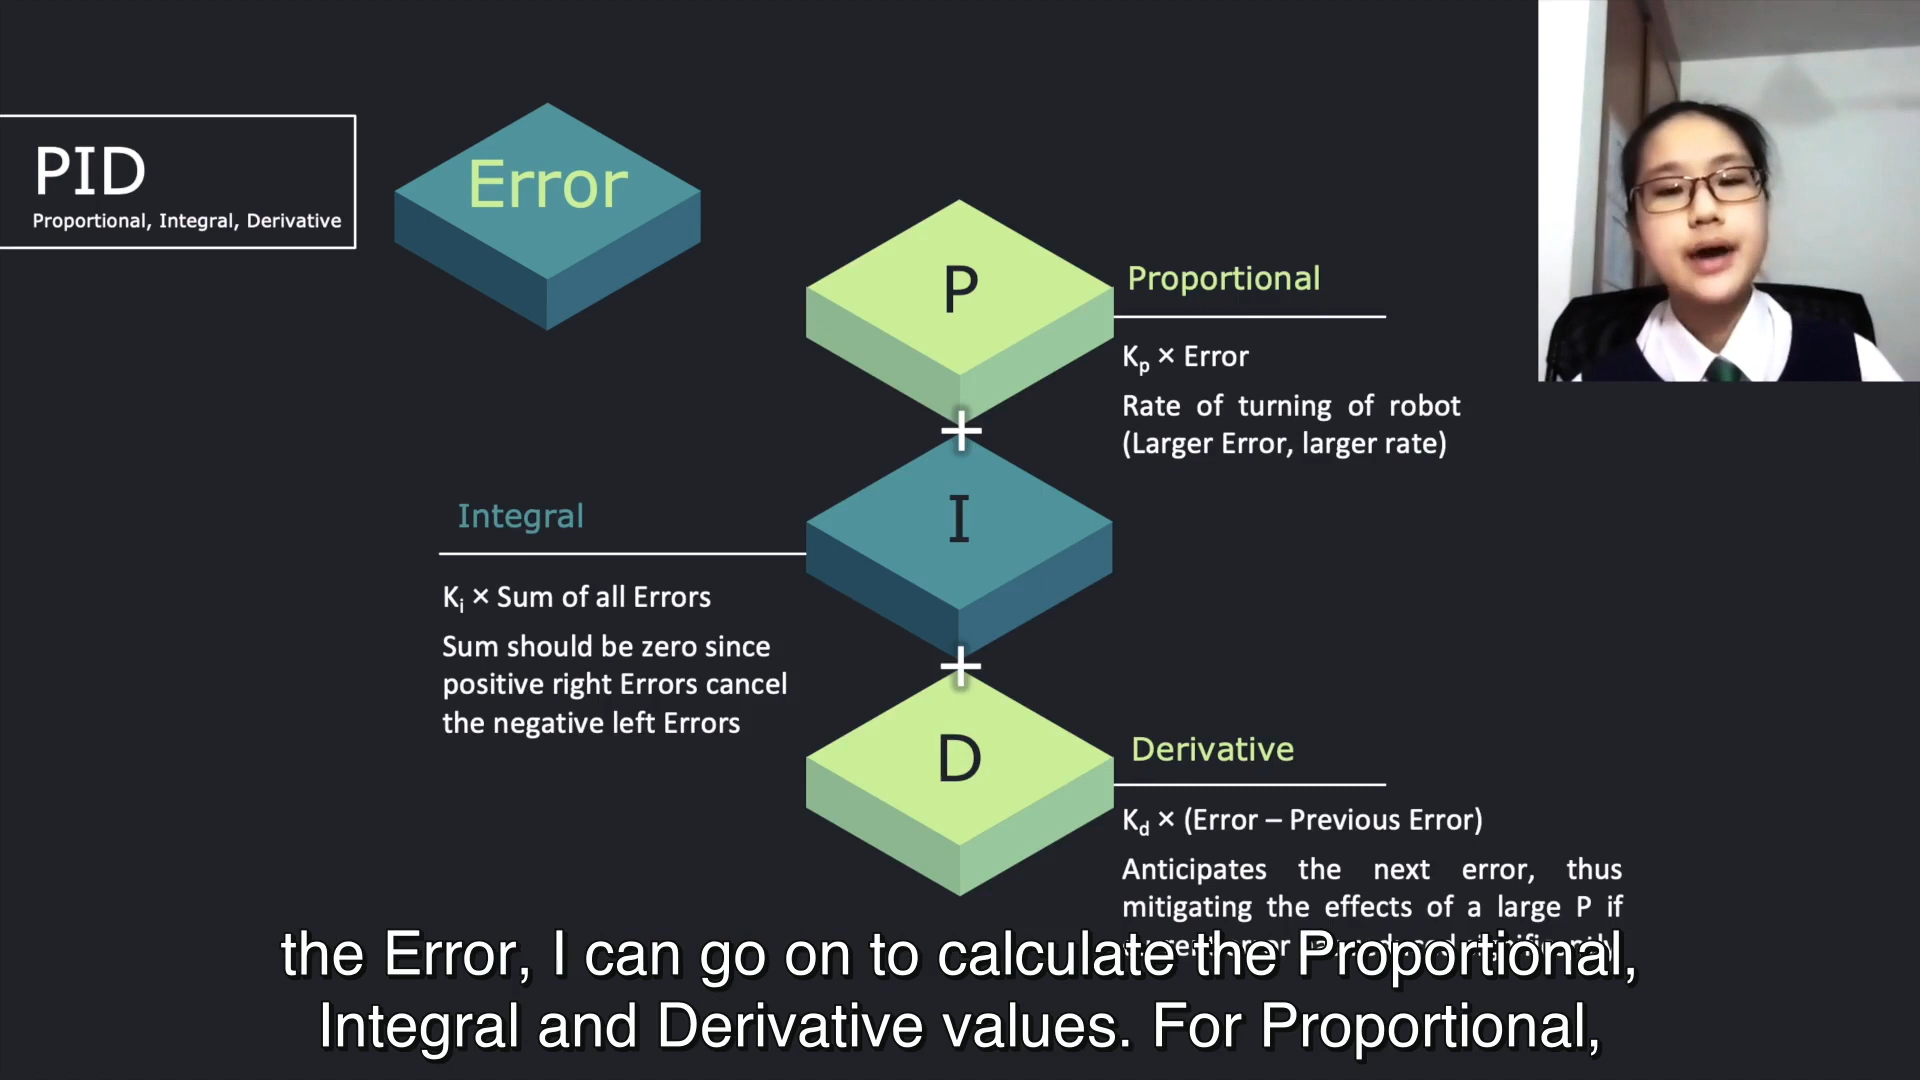 PID
Proportional, Integral, Derivative
Error
P
Proportional
K_p × Error
Rate of turning of robot
(Larger Error, larger rate)
+
I
Integral
K_i × Sum of all Errors
Sum should be zero since
positive right Errors cancel
the negative left Errors
+
D
Derivative
K_d × (Error – Previous Error)
Anticipates the next error, thus
mitigating the effects of a large P if
the Error, I can go on to calculate the Proportional,
Integral and Derivative values. For Proportional,